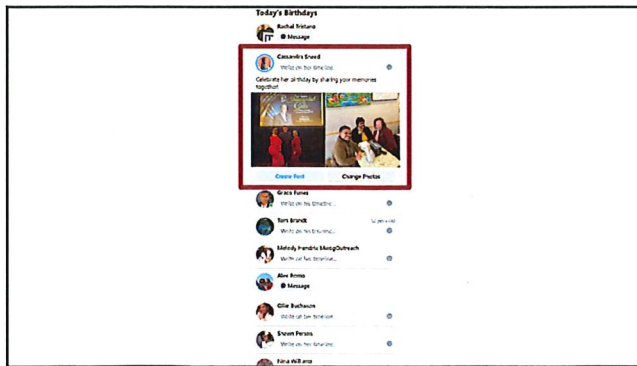 Today's Birthdays
Rachal Tristano
Message
Cassandra Sneed
Write on her timeline...
Celebrate her birthday by sharing your memories
together!
Create Post
Change Photos
Grace Funes
Write on his timeline...
Tom Brandt
Write on his timeline...
Melody Hendrix
Write on her timeline...
Alex Romo
Message
Ollie Buchanan
Write on her timeline...
Shawn Persons
Write on her timeline...
Nina Williams